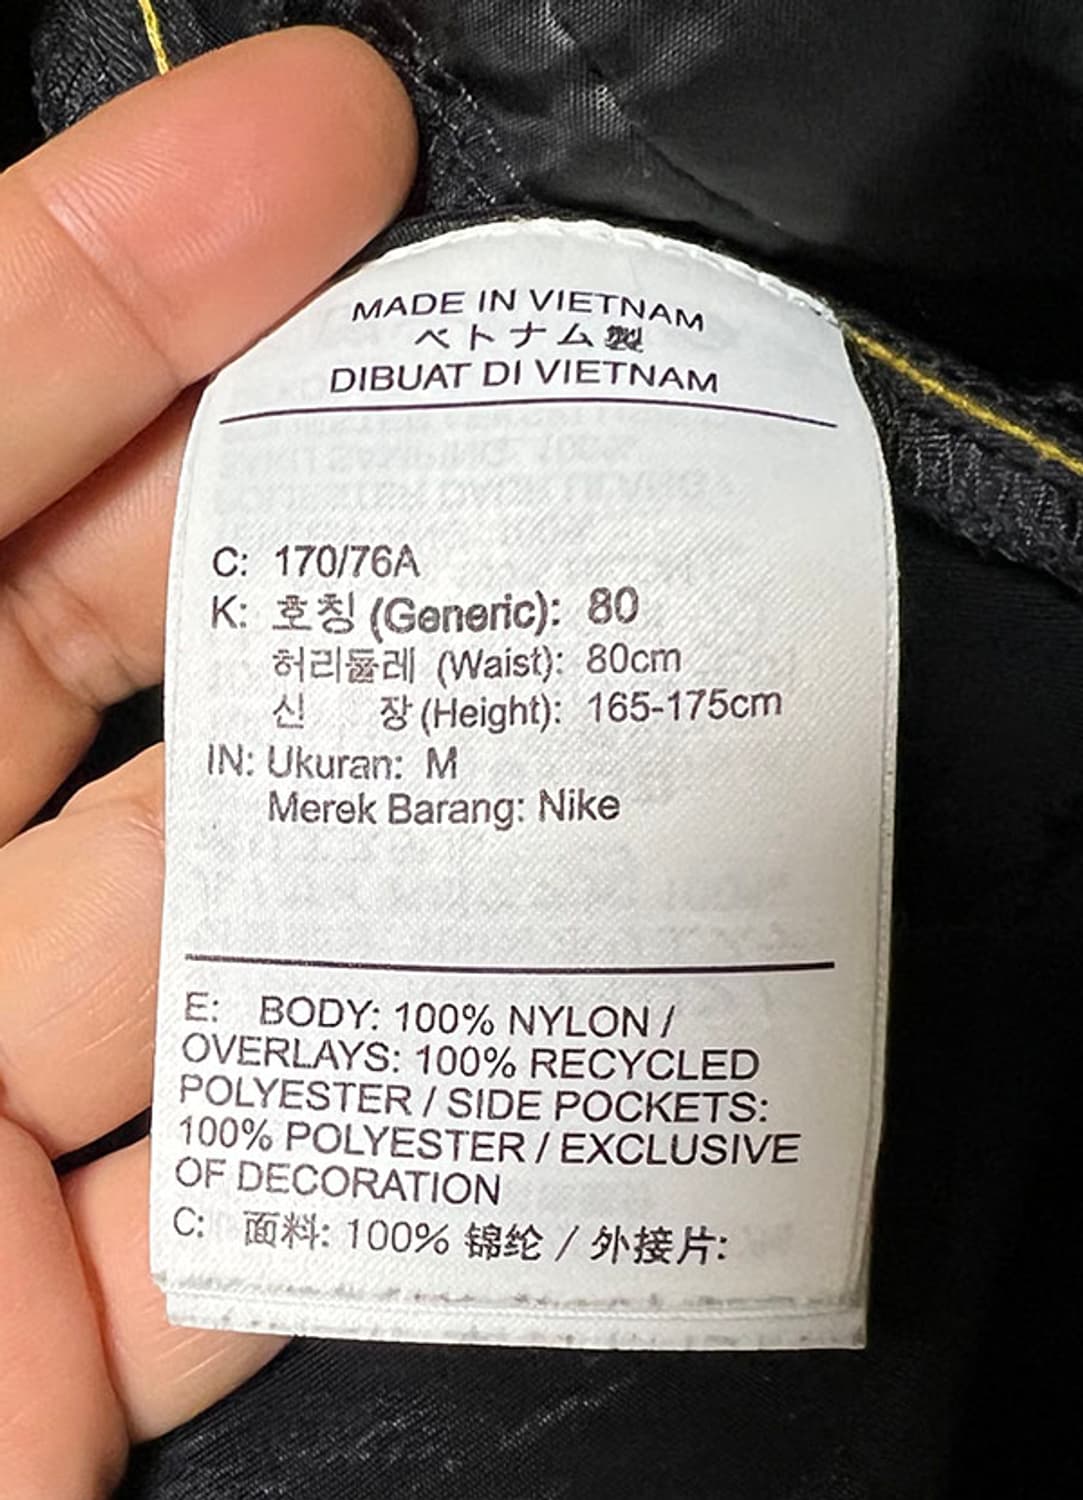 MADE IN VIETNAM
ベトナム製
DIBUAT DI VIETNAM
C: 170/76A
K: 호칭 (Generic): 80
허리둘레 (Waist): 80cm
신 장 (Height): 165-175cm
IN: Ukuran: M
Merek Barang: Nike
E: BODY: 100% NYLON /
OVERLAYS: 100% RECYCLED
POLYESTER / SIDE POCKETS:
100% POLYESTER / EXCLUSIVE
OF DECORATION
C: 面料: 100% 锦纶 / 外接片: